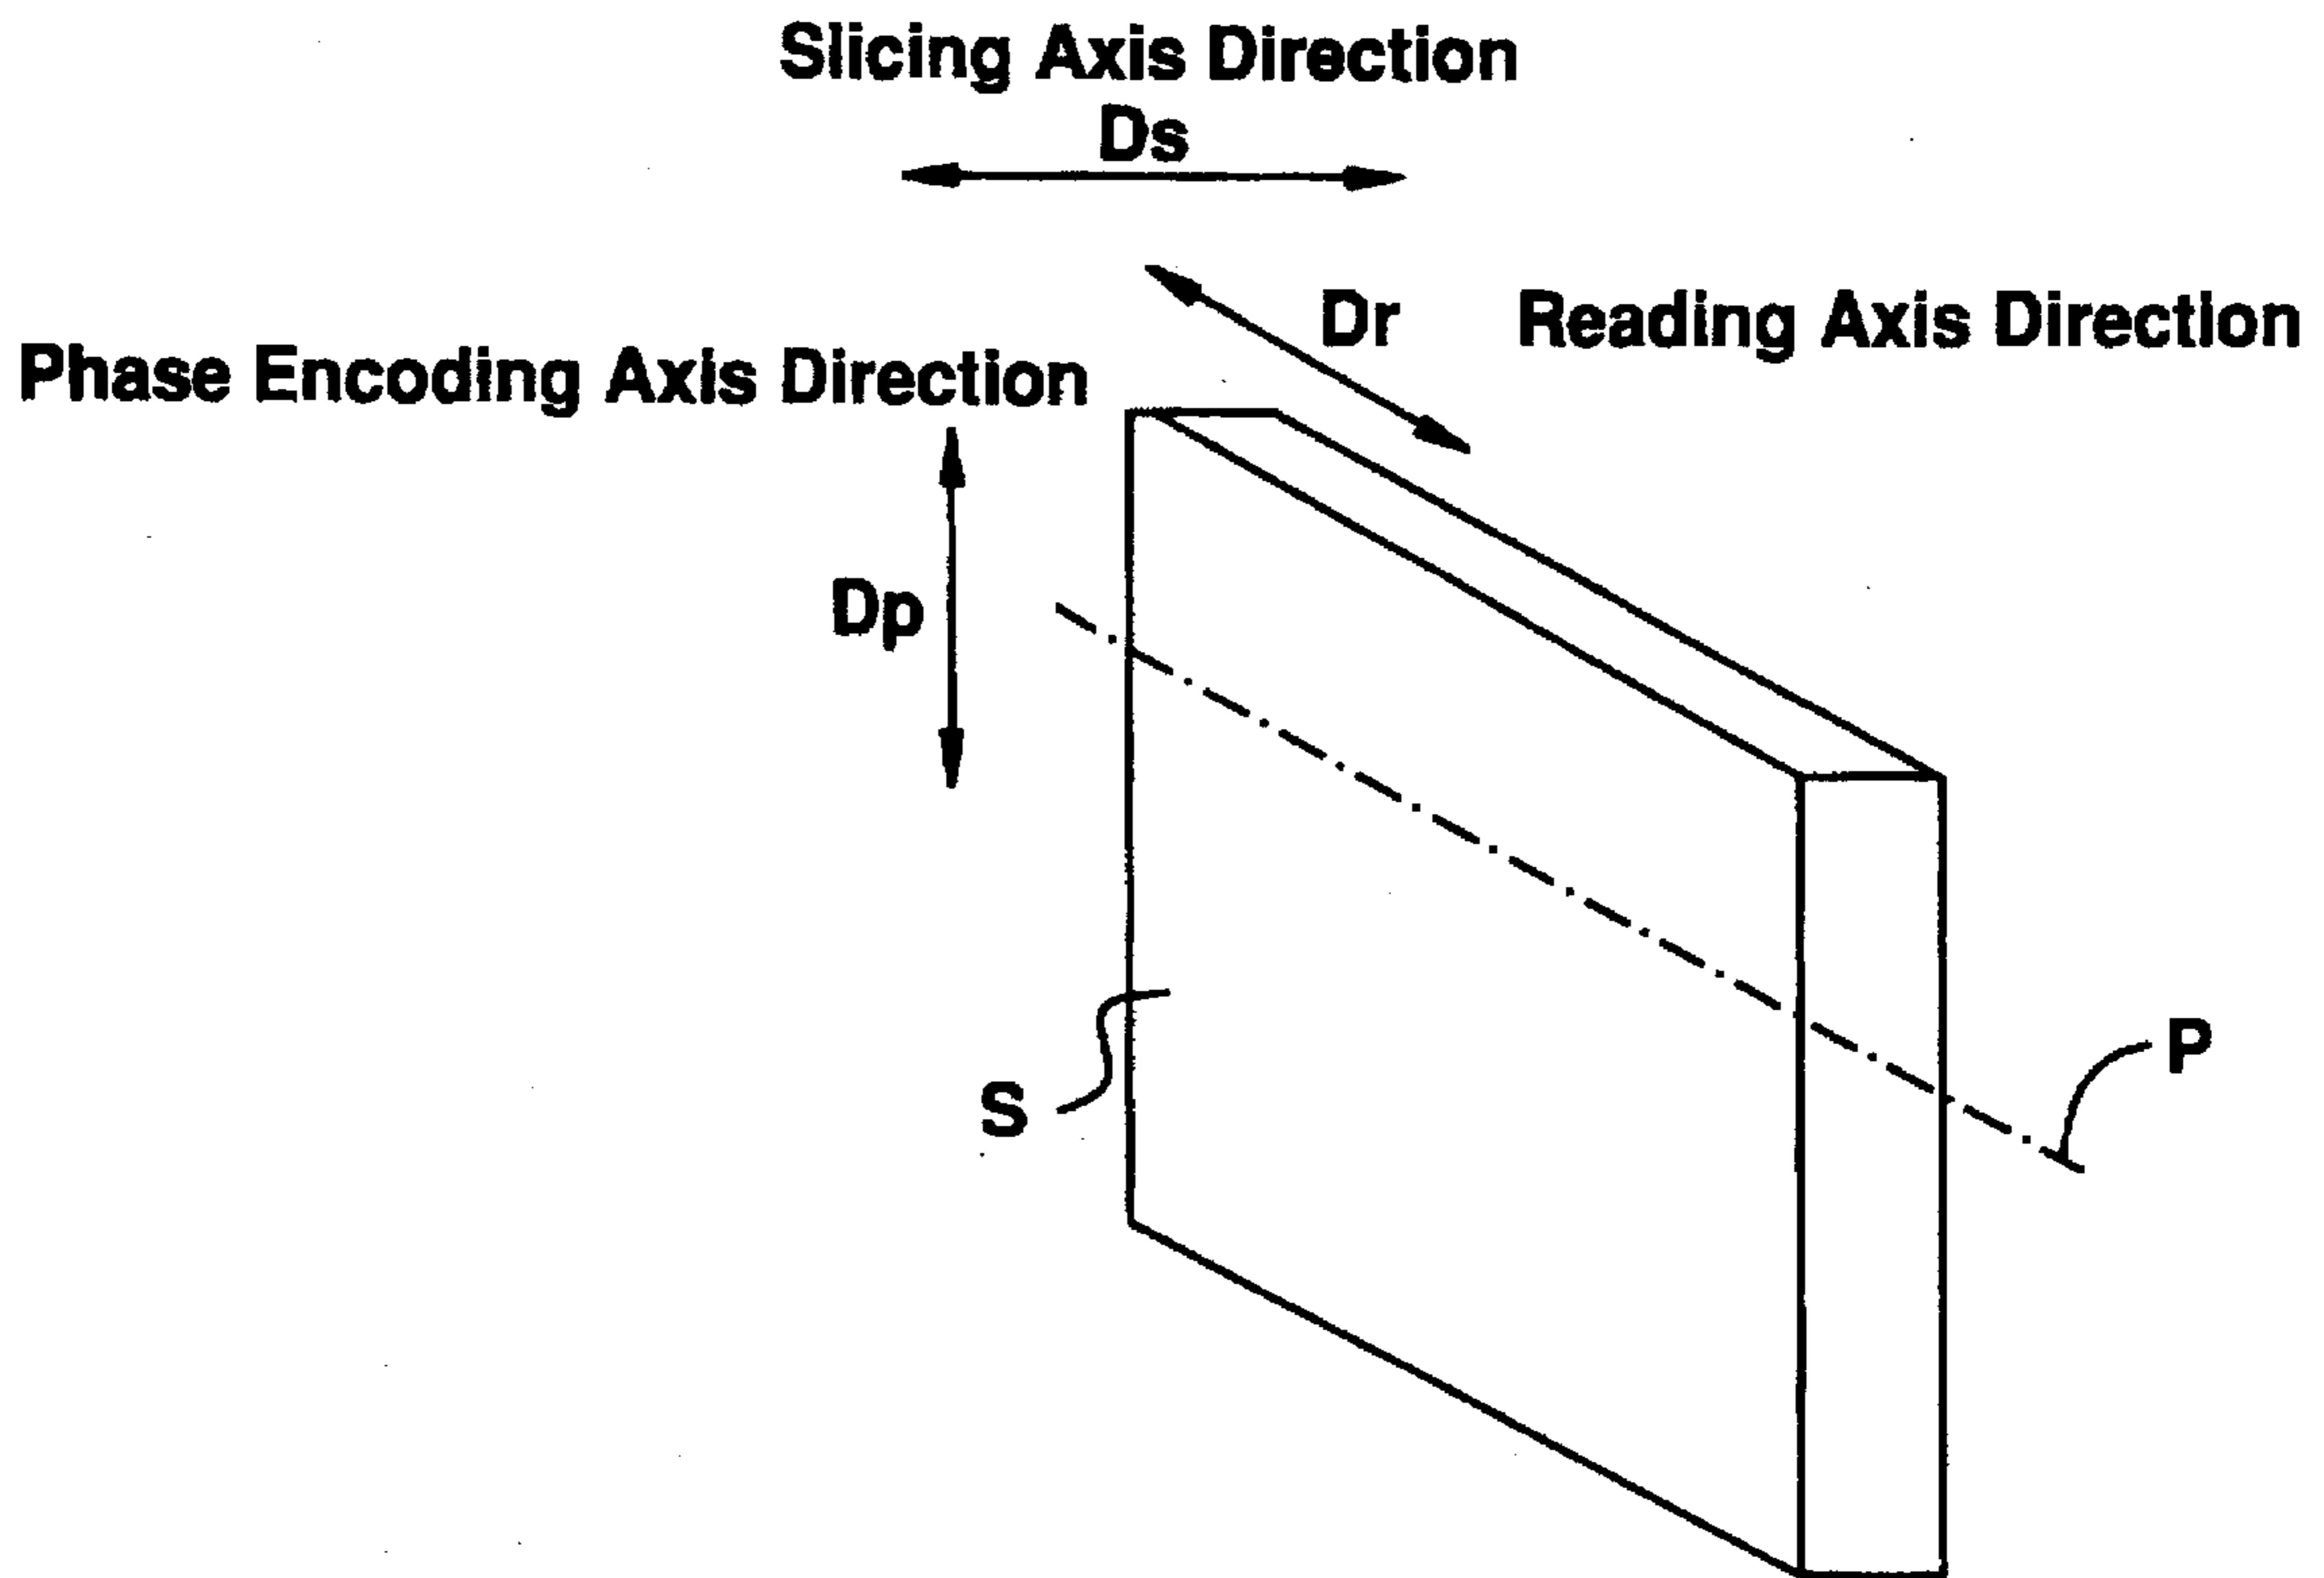 Slicing Axis Direction
Ds
Dr Reading Axis Direction
Phase Encoding Axis Direction
Dp
S
P